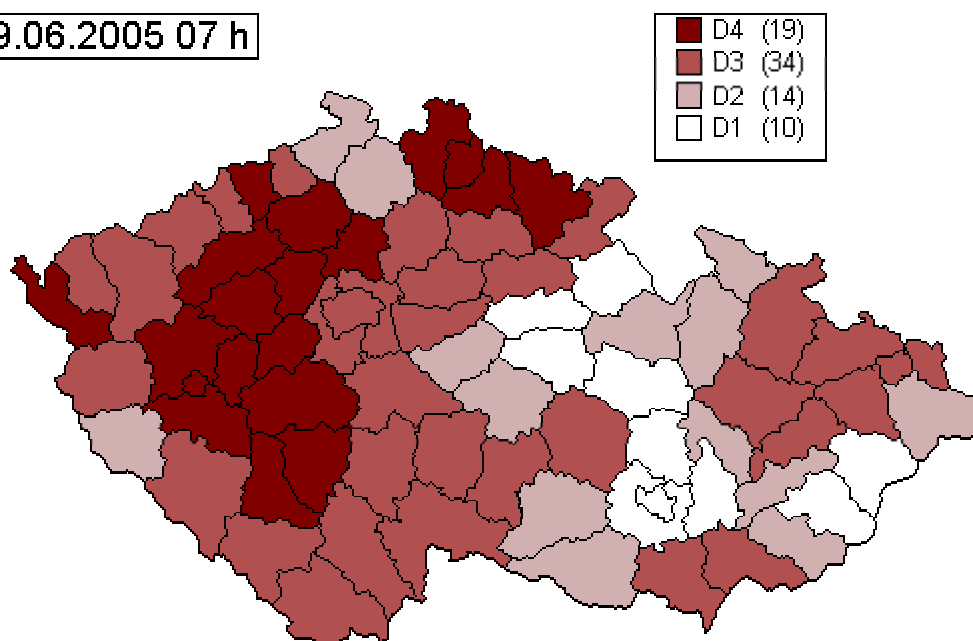 9.06.2005 07 h
D4 (19)
D3 (34)
D2 (14)
D1 (10)